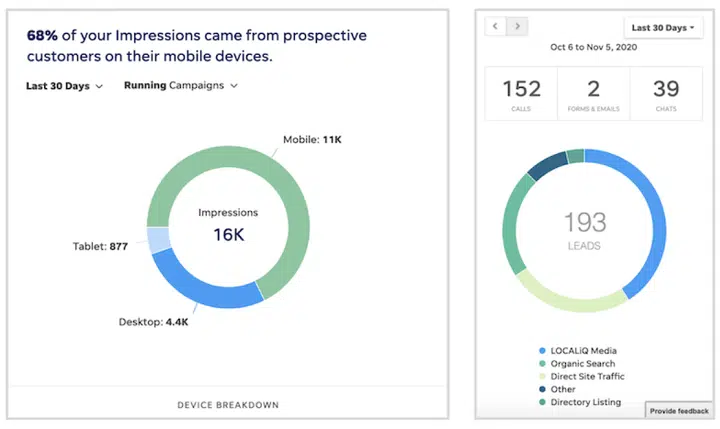 68% of your Impressions came from prospective
customers on their mobile devices.
Last 30 Days
Running Campaigns
Mobile: 11K
Impressions
16K
Tablet: 877
Desktop: 4.4K
DEVICE BREAKDOWN
Last 30 Days
Oct 6 to Nov 5, 2020
152
CALLS
2
FORMS & EMAILS
39
CHATS
193
LEADS
LOCALiQ Media
Organic Search
Direct Site Traffic
Other
Directory Listing
Provide feedback